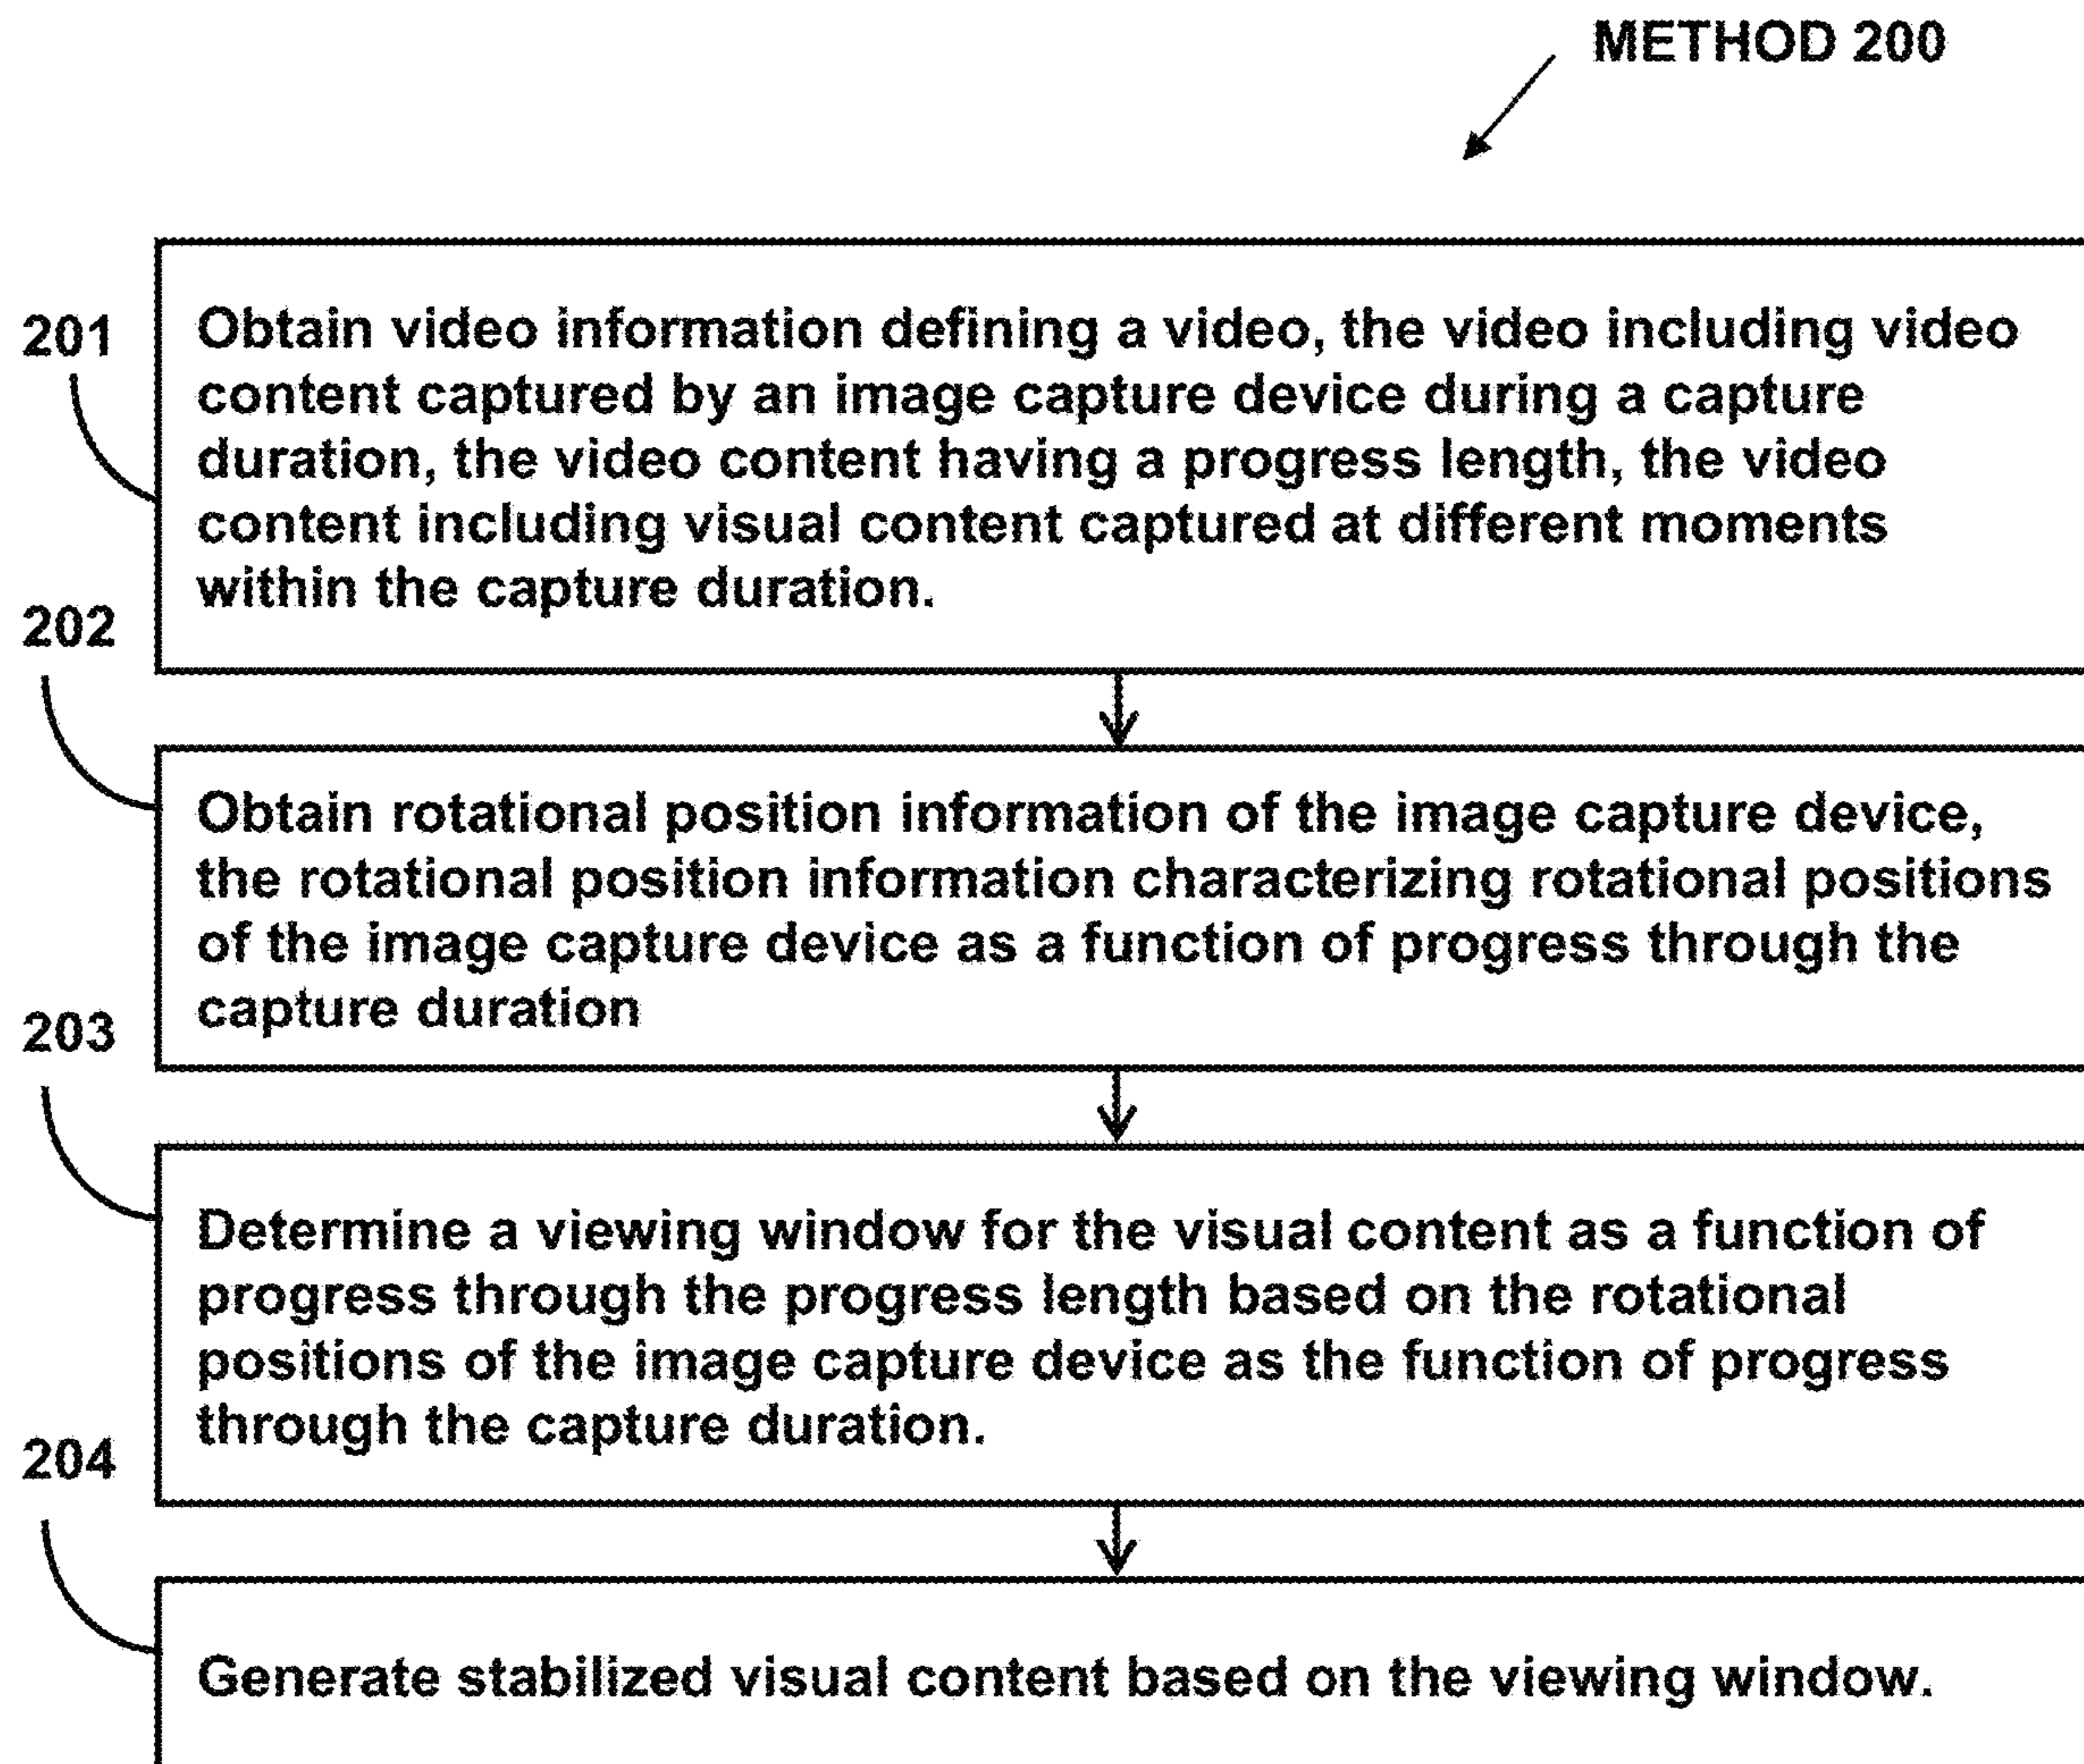 METHOD 200
201
Obtain video information defining a video, the video including video
content captured by an image capture device during a capture
duration, the video content having a progress length, the video
content including visual content captured at different moments
within the capture duration.
202
Obtain rotational position information of the image capture device,
the rotational position information characterizing rotational positions
of the image capture device as a function of progress through the
capture duration
203
Determine a viewing window for the visual content as a function of
progress through the progress length based on the rotational
positions of the image capture device as the function of progress
through the capture duration.
204
Generate stabilized visual content based on the viewing window.